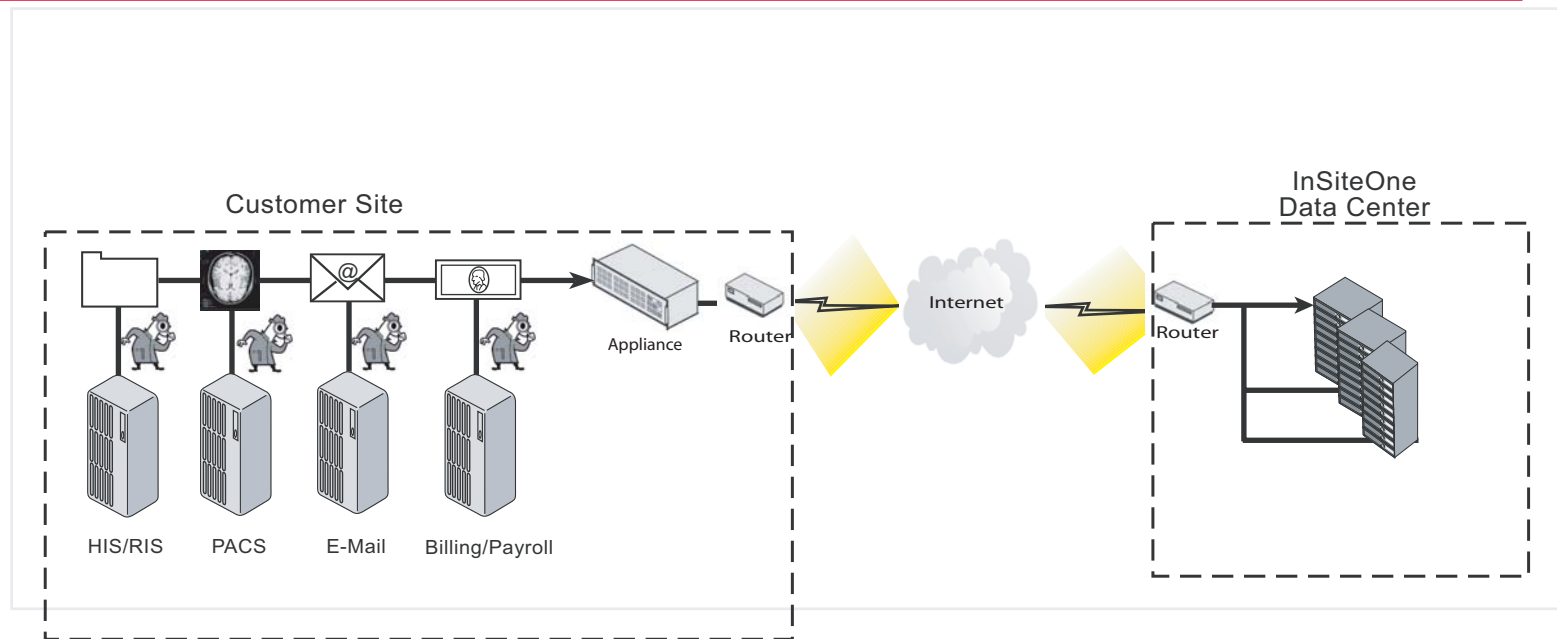 Customer Site
InSiteOne
Data Center
@
Internet
Appliance
Router
Router
HIS/RIS
PACS
E-Mail
Billing/Payroll